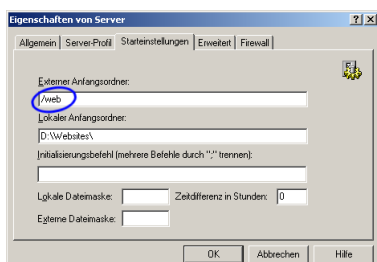 Eigenschaften von Server
Allgemein Server-Profil Starteinstellungen Erweitert Firewall
Externer Anfangsordner:
/web
Lokaler Anfangsordner:
D:\Websites\
Initialisierungsbefehl (mehrere Befehle durch ";" trennen):
Lokale Dateimaske: Zeitdifferenz in Stunden: 0
Externe Dateimaske:
OK Abbrechen Hilfe